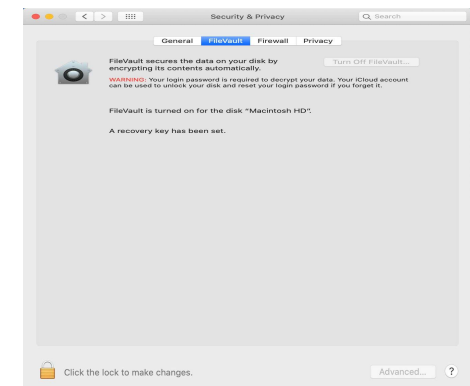 Security & Privacy
Search
General FileVault Firewall Privacy
FileVault secures the data on your disk by
encrypting its contents automatically.
Turn Off FileVault...
WARNING: Your login password is required to decrypt your data. Your iCloud account
can be used to unlock your disk and reset your login password if you forget it.
FileVault is turned on for the disk “Macintosh HD”.
A recovery key has been set.
Click the lock to make changes.
Advanced...
?